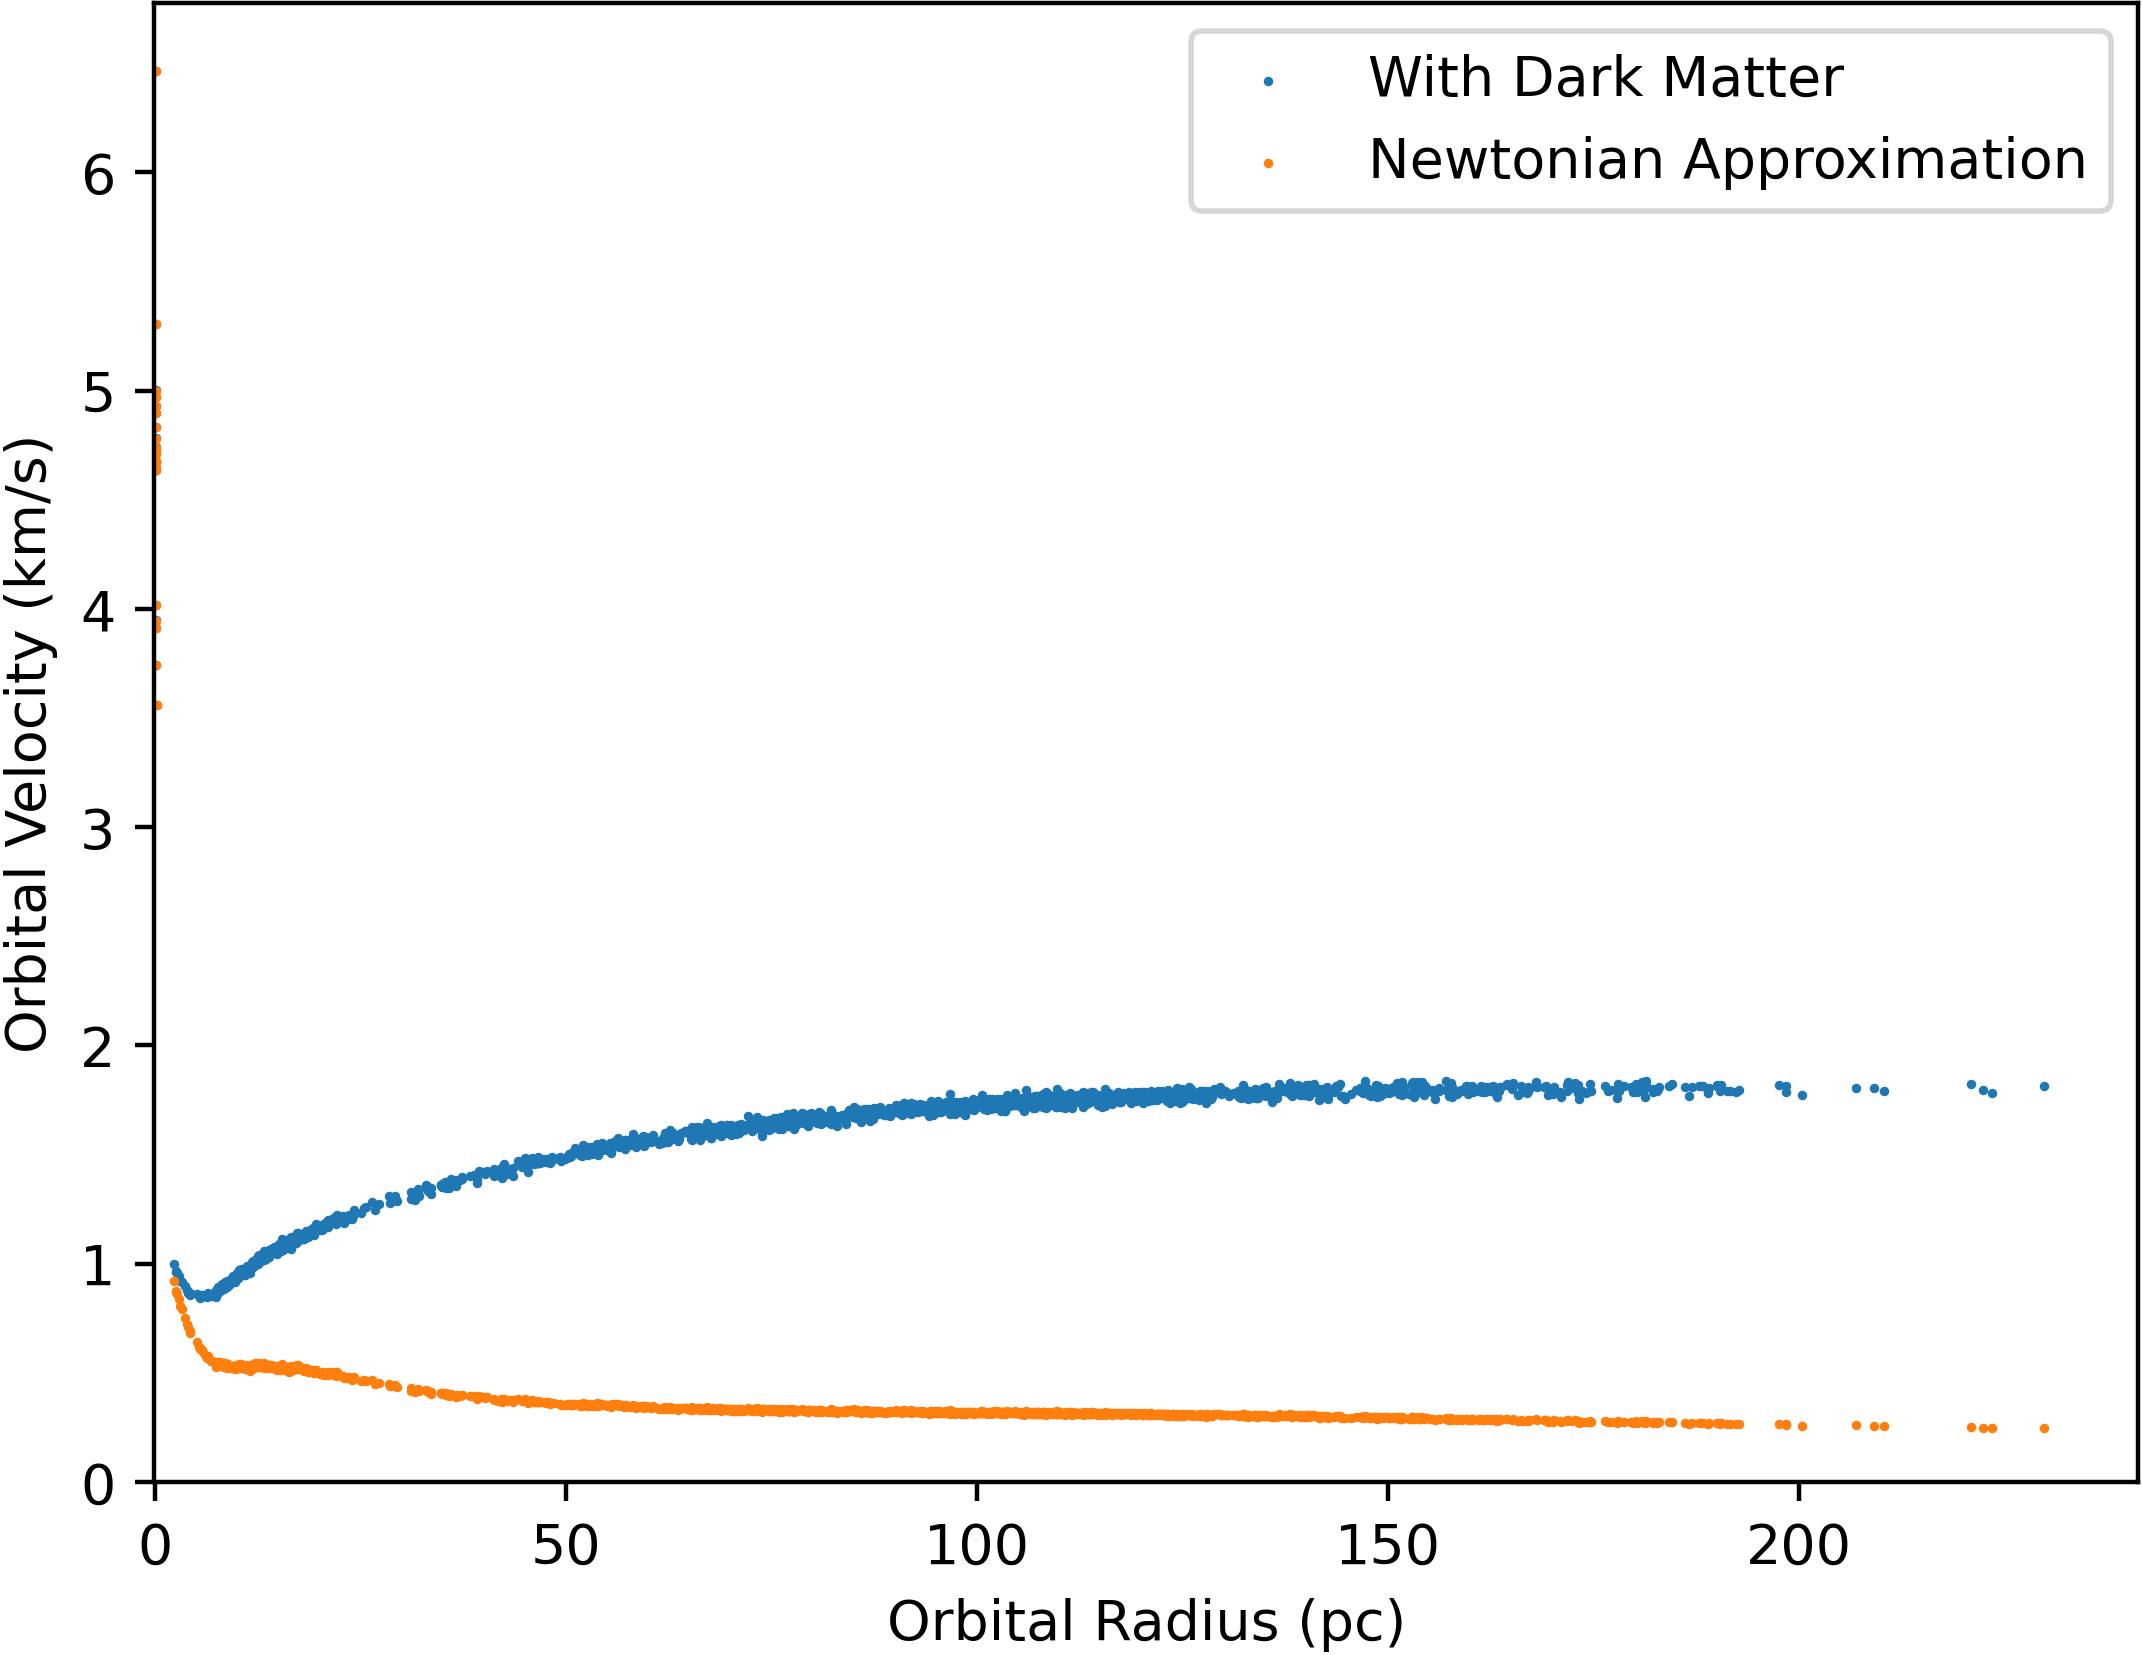 With Dark Matter
Newtonian Approximation
6
5
4
3
2
1
0
Orbital Velocity (km/s)
0 50 100 150 200
Orbital Radius (pc)